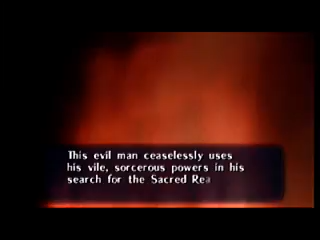 This evil man ceaselessly uses
his vile, sorcerous powers in his
search for the Sacred Rea